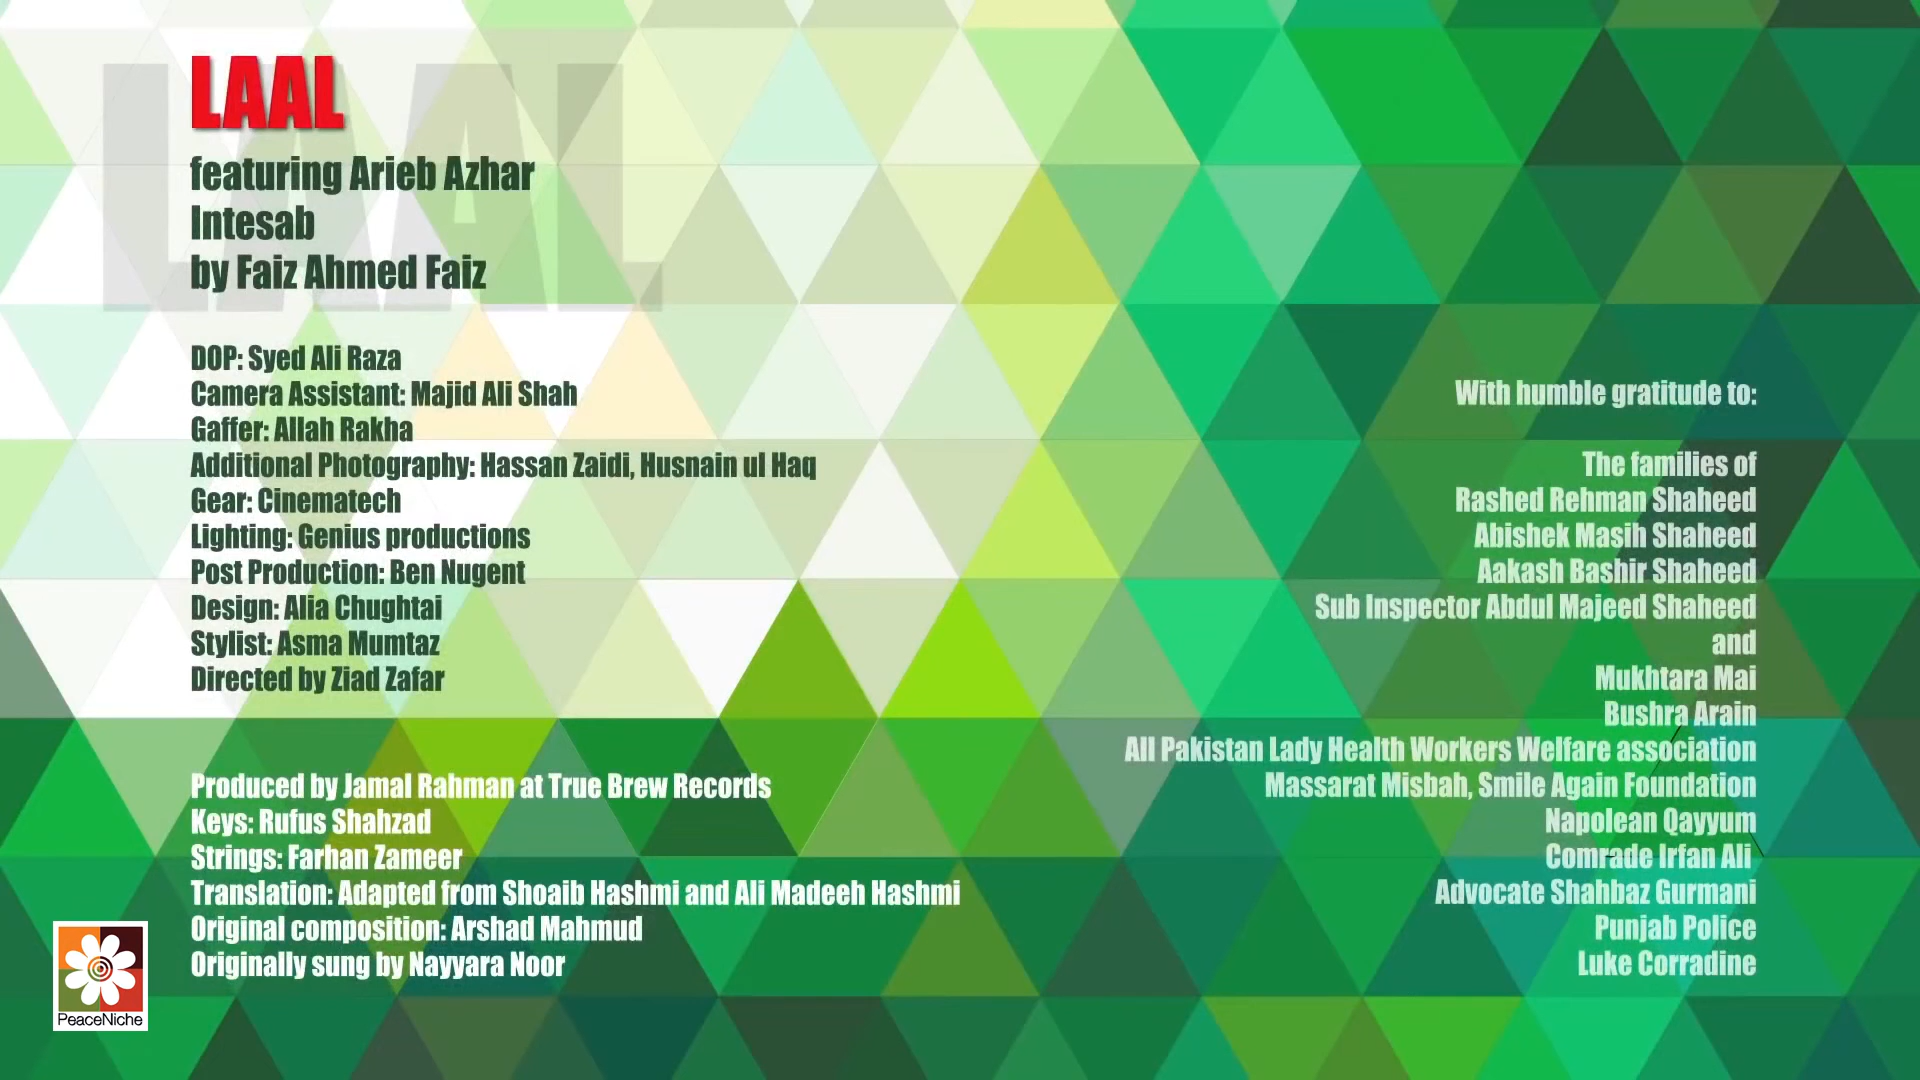 LAAL
featuring Arieb Azhar
Intesab
by Faiz Ahmed Faiz
DOP: Syed Ali Raza
Camera Assistant: Majid Ali Shah
Gaffer: Allah Rakha
Additional Photography: Hassan Zaidi, Husnain ul Haq
Gear: Cinematech
Lighting: Genius productions
Post Production: Ben Nugent
Design: Alia Chughtai
Stylist: Asma Mumtaz
Directed by Ziad Zafar
Produced by Jamal Rahman at True Brew Records
Keys: Rufus Shahzad
Strings: Farhan Zameer
Translation: Adapted from Shoaib Hashmi and Ali Madeeh Hashmi
Original composition: Arshad Mahmud
Originally sung by Nayyara Noor
PeaceNiche
With humble gratitude to:
The families of
Rashed Rehman Shaheed
Abishek Masih Shaheed
Aakash Bashir Shaheed
Sub Inspector Abdul Majeed Shaheed
and
Mukhtara Mai
Bushra Arain
All Pakistan Lady Health Workers Welfare association
Massarat Misbah, Smile Again Foundation
Napolean Qayyum
Comrade Irfan Ali
Advocate Shahbaz Gurmani
Punjab Police
Luke Corradine
LAAL